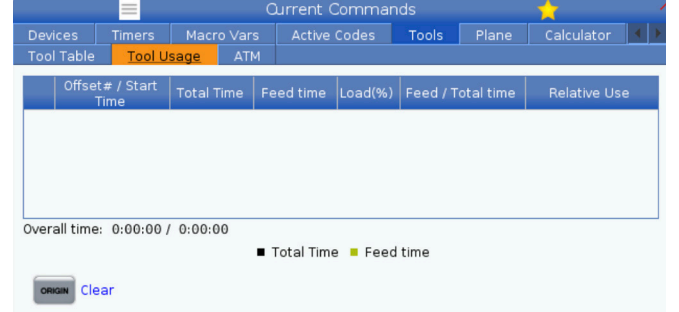 Current Commands
Devices Timers Macro Vars Active Codes Tools Plane Calculator
Tool Table Tool Usage ATM
Offset# / Start Time Total Time Feed time Load(%) Feed / Total time Relative Use
Overall time: 0:00:00 / 0:00:00
Total Time Feed time
ORIGIN Clear